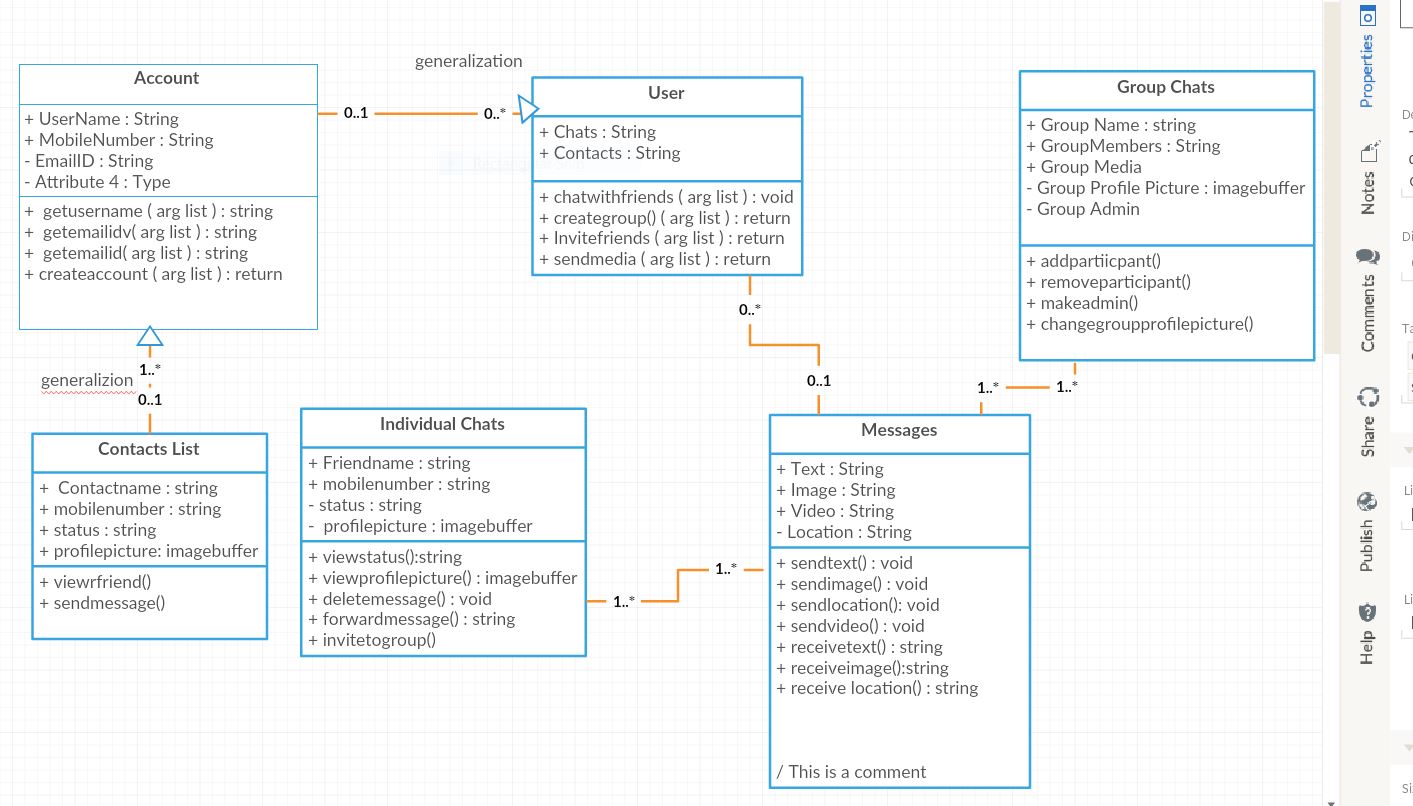 generalization
Account
+ UserName : String
+ MobileNumber : String
- EmailID : String
- Attribute 4 : Type
+ getusername ( arg list ) : string
+ getemailidv( arg list ) : string
+ getemailid( arg list ) : string
+ createaccount ( arg list ) : return
0..1
0..*
User
+ Chats : String
+ Contacts : String
+ chatwithfriends ( arg list ) : void
+ creategroup() ( arg list ) : return
+ Invitefriends ( arg list ) : return
+ sendmedia ( arg list ) : return
Group Chats
+ Group Name : string
+ GroupMembers : String
+ Group Media
- Group Profile Picture : imagebuffer
- Group Admin
+ addpartiicpant()
+ removeparticipant()
+ makeadmin()
+ changegroupprofilepicture()
0..*
0..1
1..*
1..*
1..*
generalizion
0..1
Contacts List
+ Contactname : string
+ mobilenumber : string
+ status : string
+ profilepicture: imagebuffer
+ viewrfriend()
+ sendmessage()
Individual Chats
+ Friendname : string
+ mobilenumber : string
- status : string
- profilepicture : imagebuffer
+ viewstatus():string
+ viewprofilepicture() : imagebuffer
+ deletemessage() : void
+ forwardmessage() : string
+ invitetogroup()
1..*
1..*
Messages
+ Text : String
+ Image : String
+ Video : String
- Location : String
+ sendtext() : void
+ sendimage() : void
+ sendlocation(): void
+ sendvideo() : void
+ receivetext() : string
+ receiveimage():string
+ receive location() : string
/ This is a comment
Properties
Notes
Comments
Share
Publish
Help